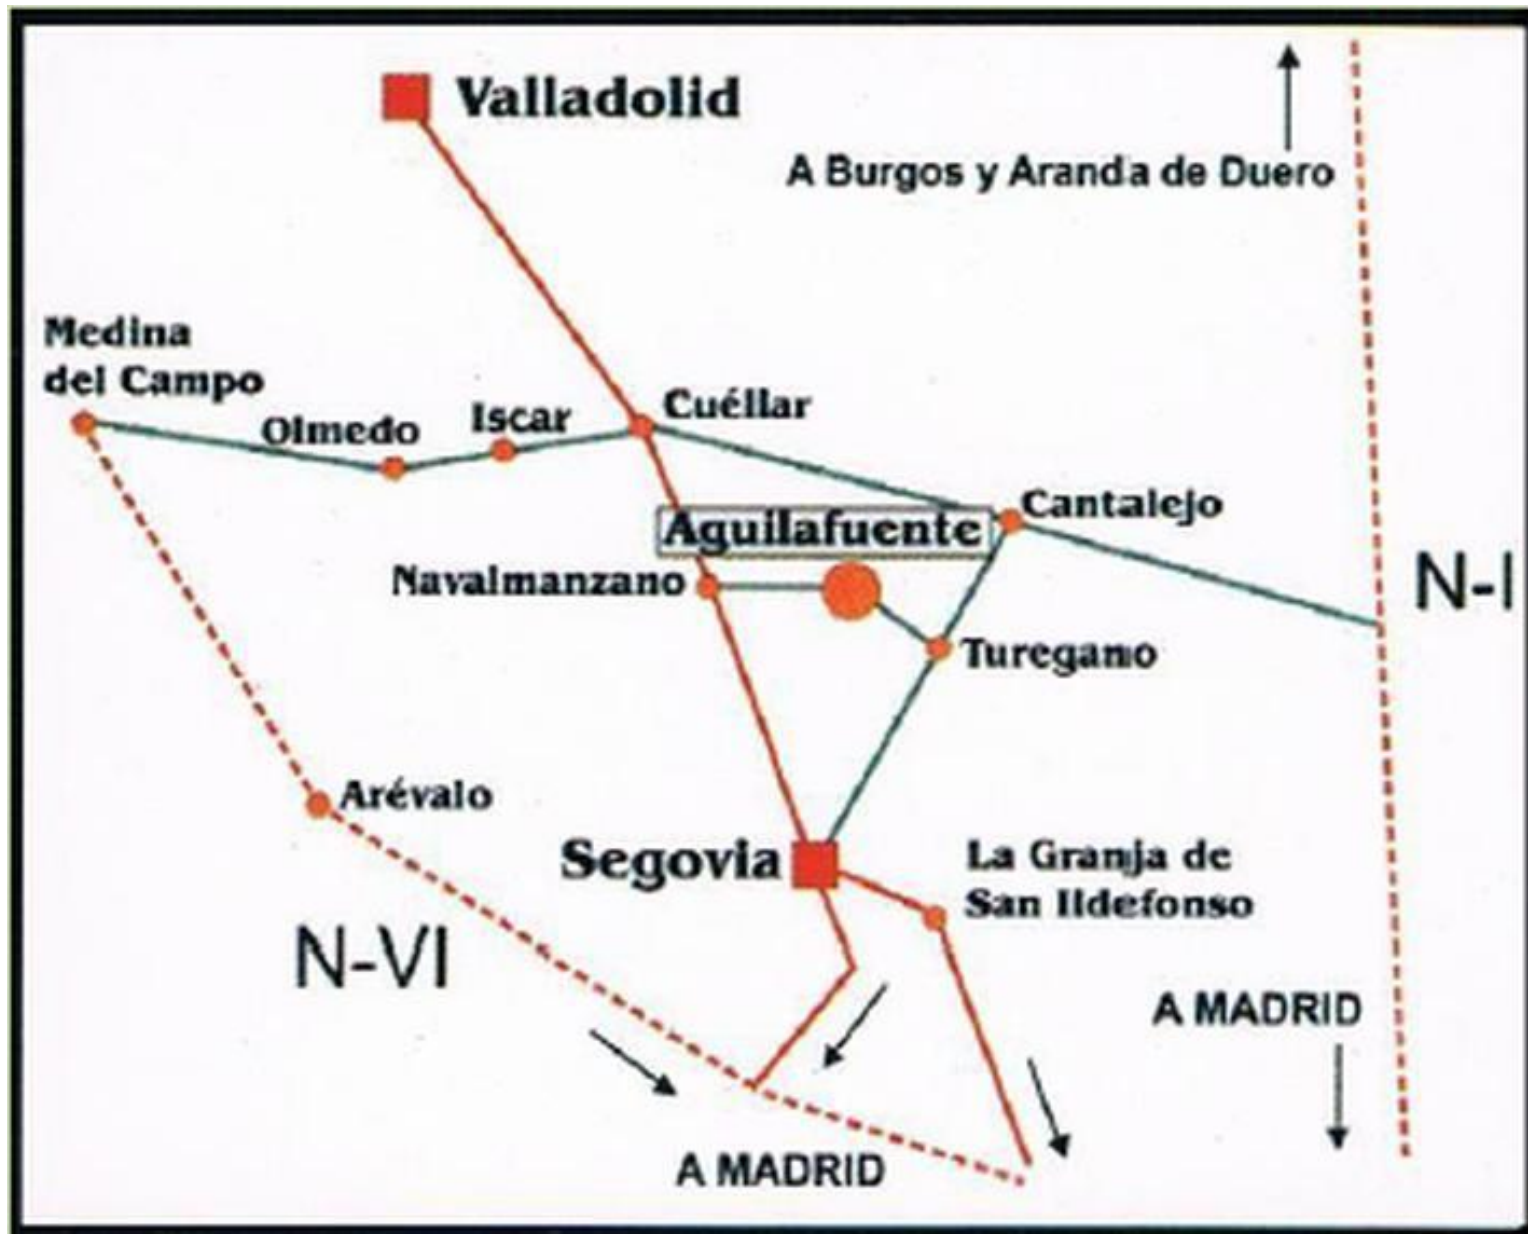 Valladolid
A Burgos y Aranda de Duero
Medina
del Campo
Olmedo
Iscar
Cuéllar
Cantalejo
Aguilafuente
Navalmanzano
N-I
Turegano
Arévalo
Segovia
La Granja de
San Ildefonso
N-VI
A MADRID
A MADRID